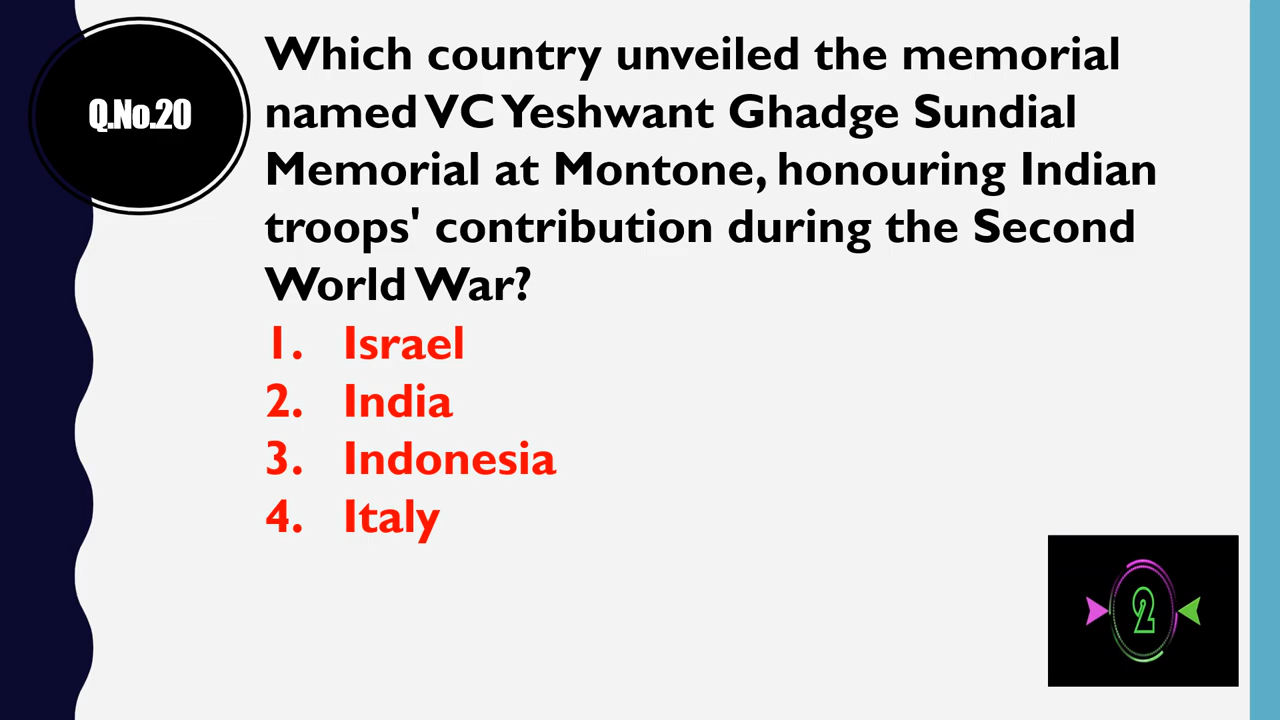 Q.No.20
Which country unveiled the memorial
named VC Yeshwant Ghadge Sundial
Memorial at Montone, honouring Indian
troops' contribution during the Second
World War?
1. Israel
2. India
3. Indonesia
4. Italy
2